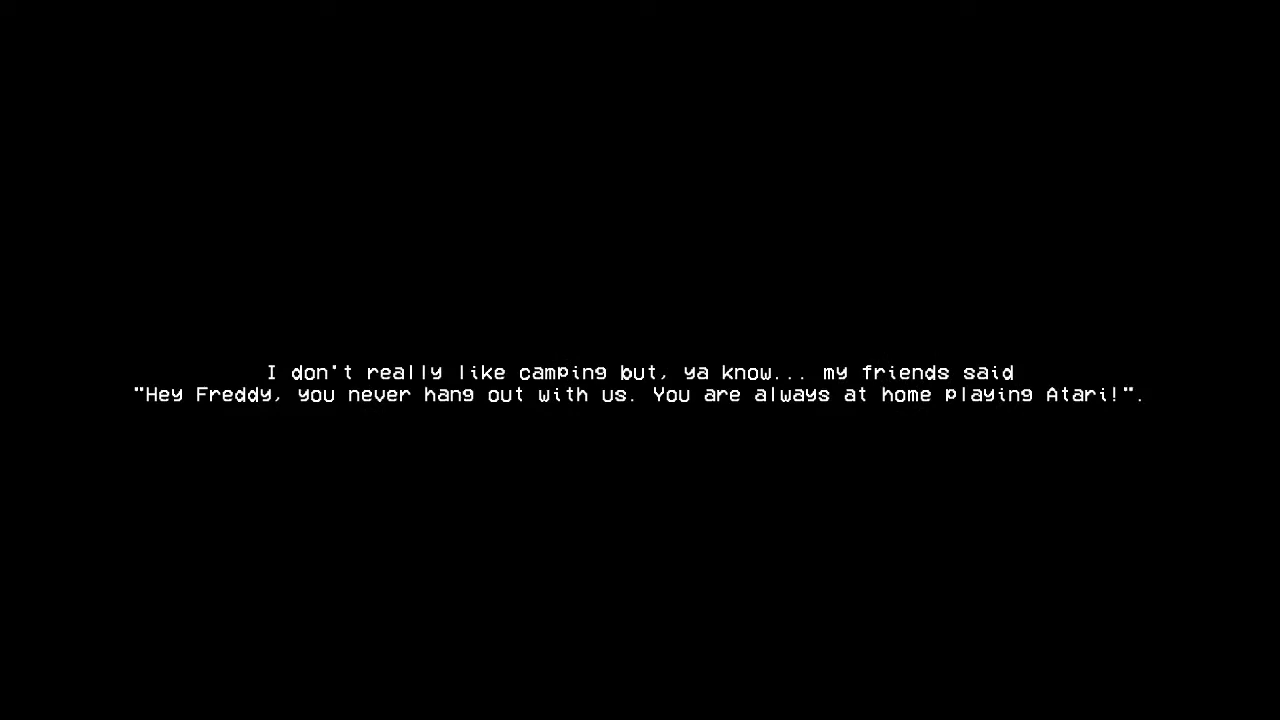 I don't really like camping but, ya know... my friends said
"Hey Freddy, you never hang out with us. You are always at home playing Atari!".